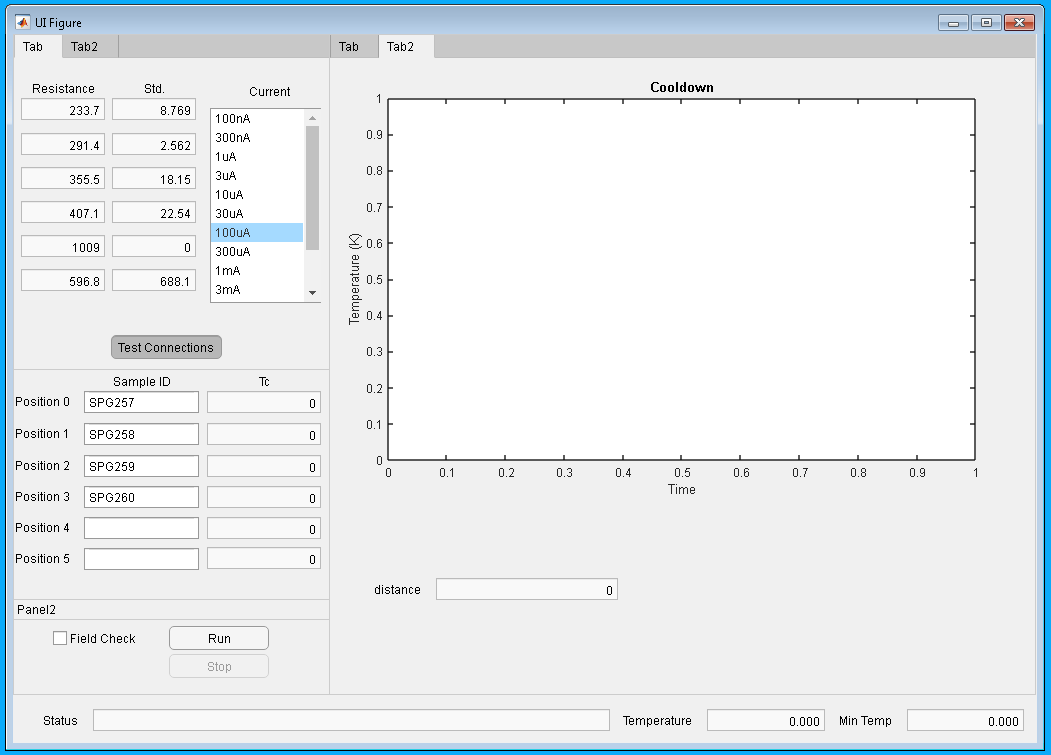 UI Figure
Tab Tab2
Tab Tab2
Resistance Std. Current
233.7 8.769
291.4 2.562
355.5 18.15
407.1 22.54
1009 0
596.8 688.1
100nA
300nA
1uA
3uA
10uA
30uA
100uA
300uA
1mA
3mA
Test Connections
Sample ID Tc
Position 0 SPG257 0
Position 1 SPG258 0
Position 2 SPG259 0
Position 3 SPG260 0
Position 4 0
Position 5 0
Panel2
Field Check Run
Stop
Cooldown
Temperature (K)
1
0.9
0.8
0.7
0.6
0.5
0.4
0.3
0.2
0.1
0
0 0.1 0.2 0.3 0.4 0.5 0.6 0.7 0.8 0.9 1
Time
distance 0
Status Temperature 0.000 Min Temp 0.000